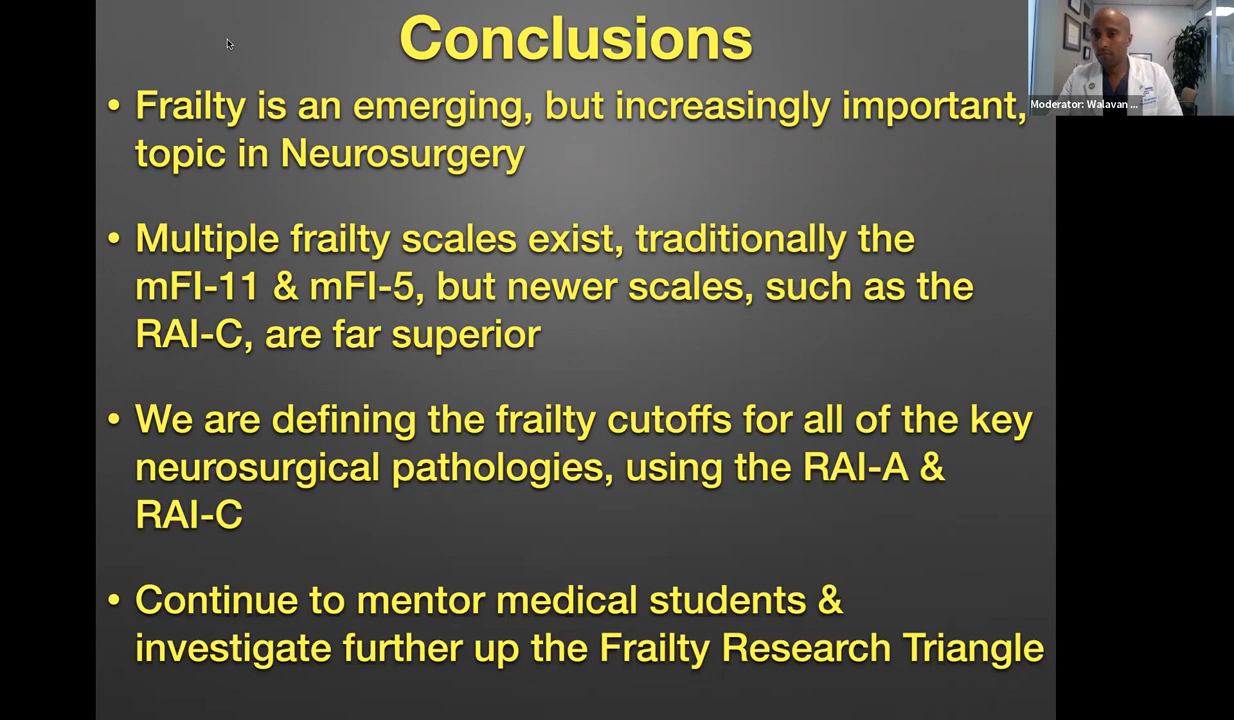 Conclusions
• Frailty is an emerging, but increasingly important,
topic in Neurosurgery
• Multiple frailty scales exist, traditionally the
mFI-11 & mFI-5, but newer scales, such as the
RAI-C, are far superior
• We are defining the frailty cutoffs for all of the key
neurosurgical pathologies, using the RAI-A &
RAI-C
• Continue to mentor medical students &
investigate further up the Frailty Research Triangle
Moderator: Walavan ...